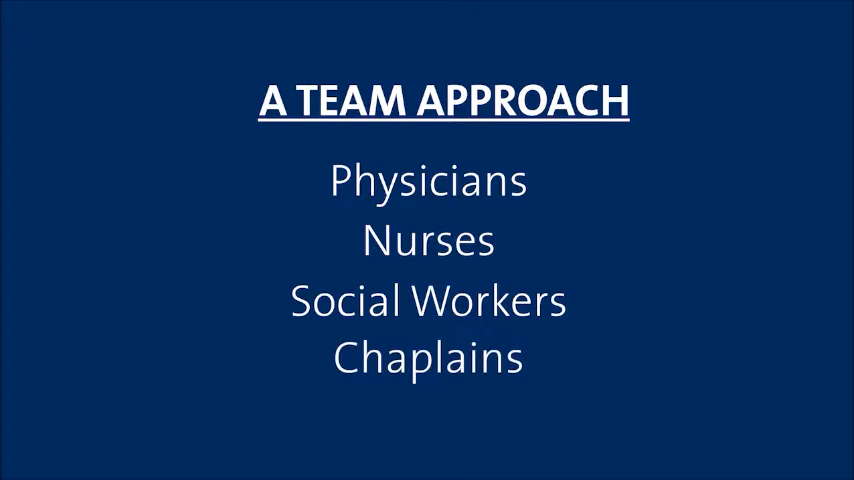 A TEAM APPROACH
Physicians
Nurses
Social Workers
Chaplains